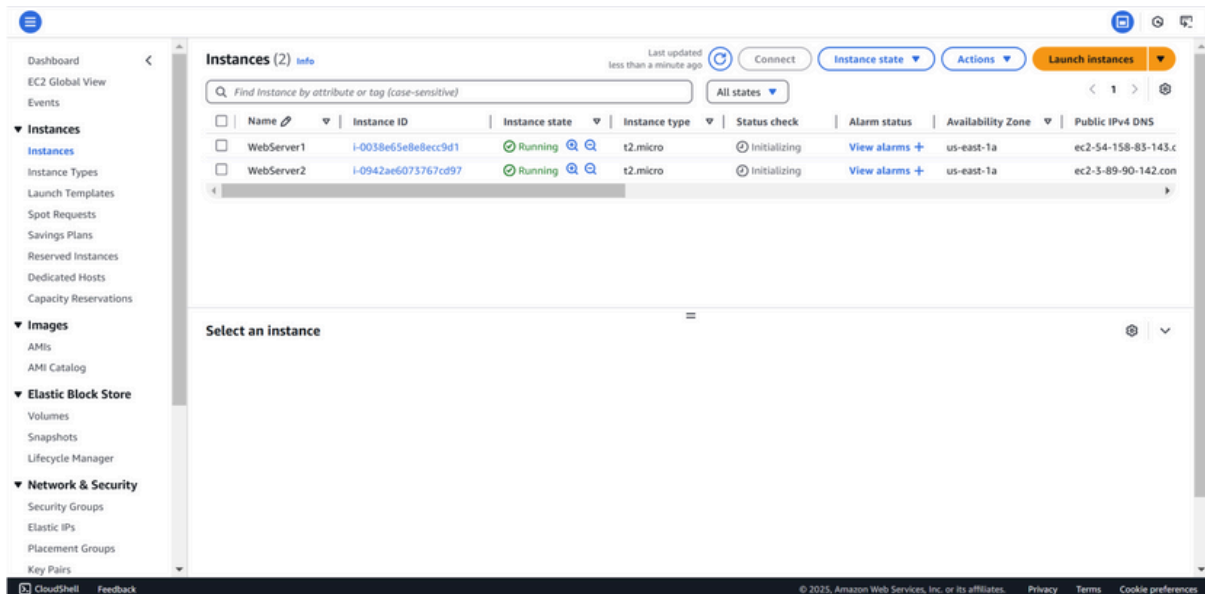 Dashboard
EC2 Global View
Events
Instances
Instances
Instance Types
Launch Templates
Spot Requests
Savings Plans
Reserved Instances
Dedicated Hosts
Capacity Reservations
Images
AMIs
AMI Catalog
Elastic Block Store
Volumes
Snapshots
Lifecycle Manager
Network & Security
Security Groups
Elastic IPs
Placement Groups
Key Pairs
Instances (2) Info
Last updated
less than a minute ago
Connect
Instance state
Actions
Launch instances
Find Instance by attribute or tag (case-sensitive)
All states
1
Name Instance ID Instance state Instance type Status check Alarm status Availability Zone Public IPv4 DNS
WebServer1 i-0038e65e8e8ecc9d1 Running t2.micro Initializing View alarms + us-east-1a ec2-54-158-83-143.c
WebServer2 i-0942ae6073767cd97 Running t2.micro Initializing View alarms + us-east-1a ec2-3-89-90-142.con
Select an instance
CloudShell Feedback © 2025, Amazon Web Services, Inc. or its affiliates. Privacy Terms Cookie preferences